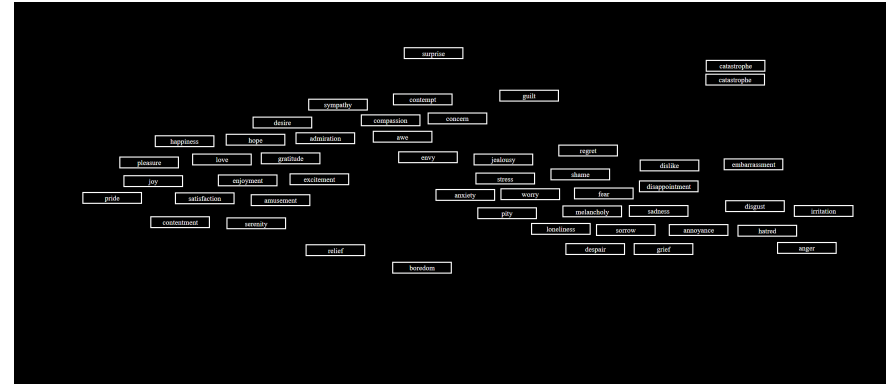 surprise
catastrophe
catastrophe
guilt
contempt
sympathy
compassion
concern
desire
happiness
hope
admiration
awe
regret
pleasure
love
gratitude
envy
jealousy
dislike
embarrassment
joy
enjoyment
excitement
stress
shame
disappointment
pride
satisfaction
amusement
anxiety
worry
fear
contentment
serenity
pity
melancholy
sadness
disgust
irritation
loneliness
sorrow
annoyance
hatred
relief
despair
grief
anger
boredom